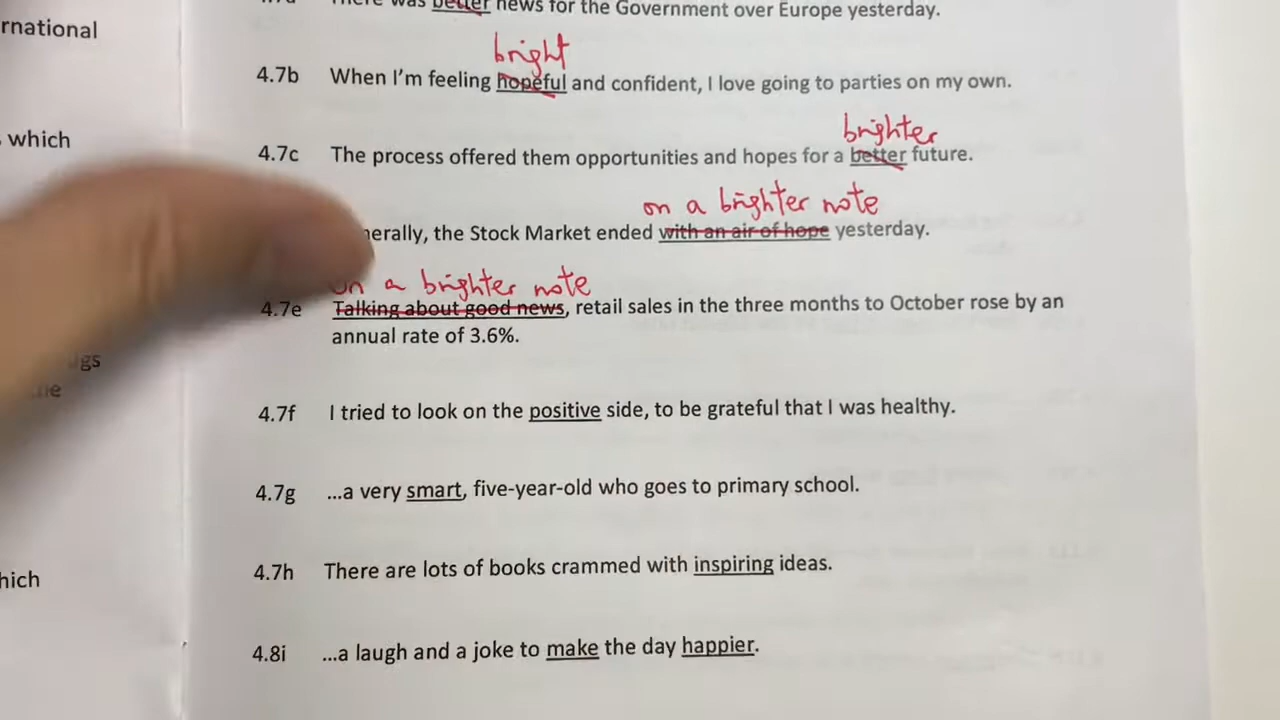 rnational
There was better news for the Government over Europe yesterday.
bright
4.7b When I'm feeling hopeful and confident, I love going to parties on my own.
which
brighter
4.7c The process offered them opportunities and hopes for a better future.
on a brighter note
nerally, the Stock Market ended with an air of hope yesterday.
on a brighter note
4.7e Talking about good news, retail sales in the three months to October rose by an
annual rate of 3.6%.
ugs
4.7f I tried to look on the positive side, to be grateful that I was healthy.
4.7g ...a very smart, five-year-old who goes to primary school.
4.7h There are lots of books crammed with inspiring ideas.
hich
4.8i ...a laugh and a joke to make the day happier.